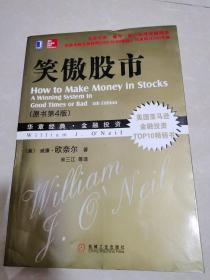 笑傲股市
How to Make Money in Stocks
A Winning System in
Good Times or Bad 4th Edition
(原书第4版)
华章经典·金融投资
WILLIAM J. O'NEIL
美国亚马逊
金融投资
TOP10畅销书
(美) 威廉·欧奈尔 著
宋三江 等译
William
J. O'Neil
机械工业出版社